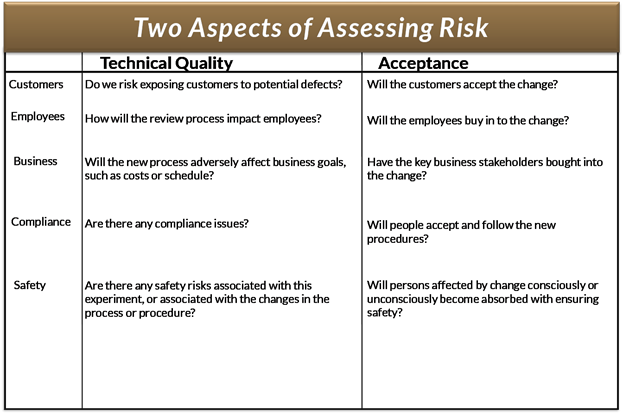 Two Aspects of Assessing Risk
Technical Quality Acceptance
Customers Do we risk exposing customers to potential defects? Will the customers accept the change?
Employees How will the review process impact employees? Will the employees buy in to the change?
Business Will the new process adversely affect business goals, Have the key business stakeholders bought into
such as costs or schedule? the change?
Compliance Are there any compliance issues? Will people accept and follow the new
procedures?
Safety Are there any safety risks associated with this Will persons affected by change consciously or
experiment, or associated with the changes in the unconsciously become absorbed with ensuring
process or procedure? safety?